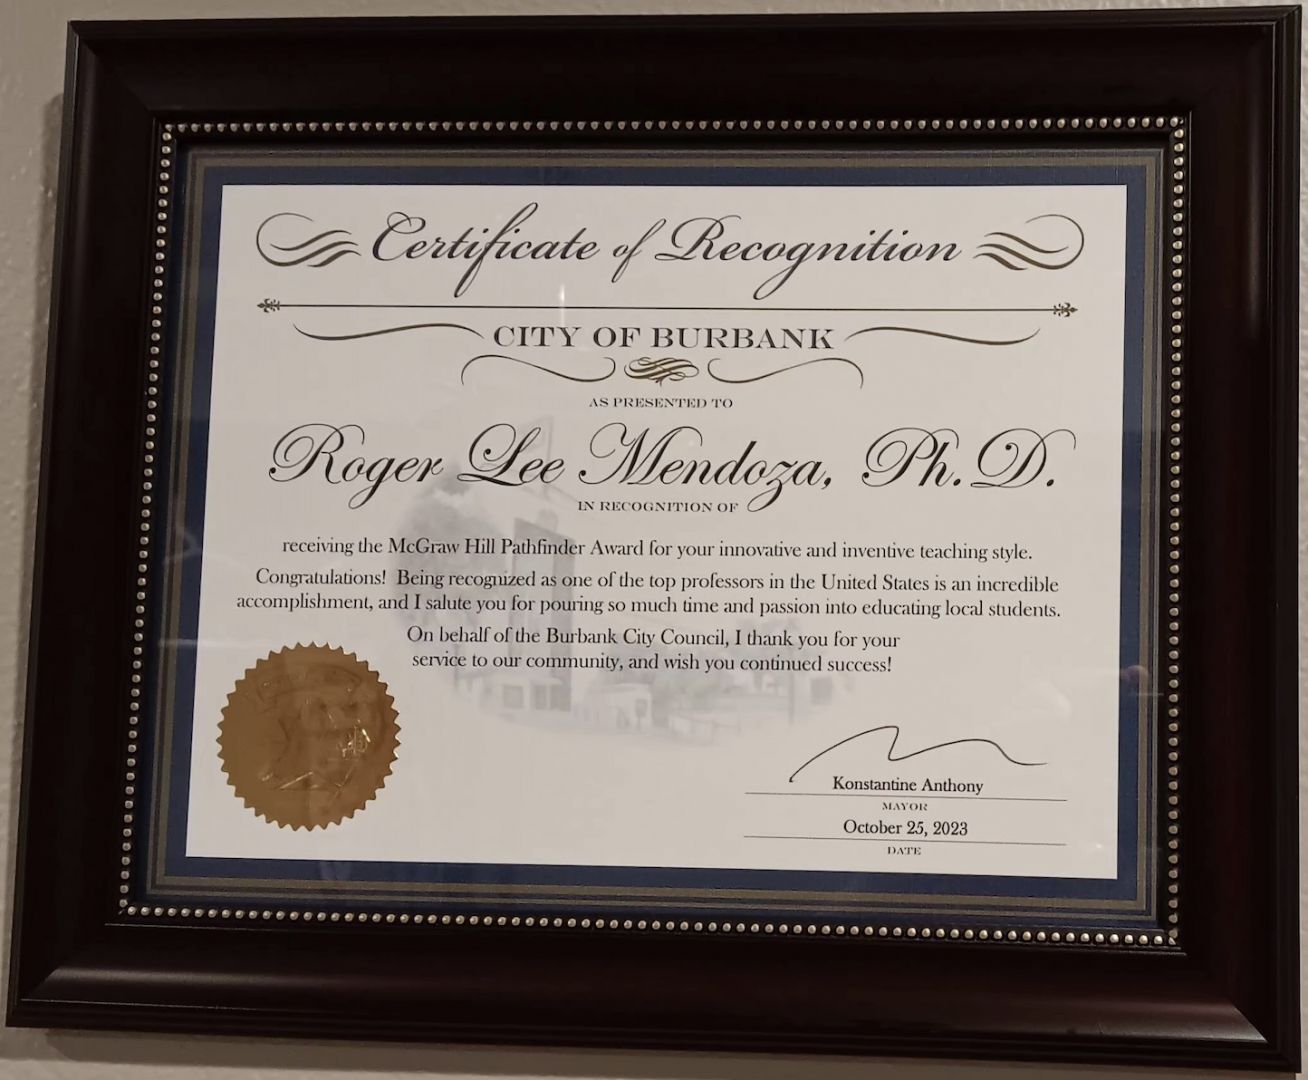 Certificate of Recognition
CITY OF BURBANK
AS PRESENTED TO
Roger Lee Mendoza, Ph.D.
IN RECOGNITION OF
receiving the McGraw Hill Pathfinder Award for your innovative and inventive teaching style.
Congratulations! Being recognized as one of the top professors in the United States is an incredible
accomplishment, and I salute you for pouring so much time and passion into educating local students.
On behalf of the Burbank City Council, I thank you for your
service to our community, and wish you continued success!
Konstantine Anthony
MAYOR
October 25, 2023
DATE